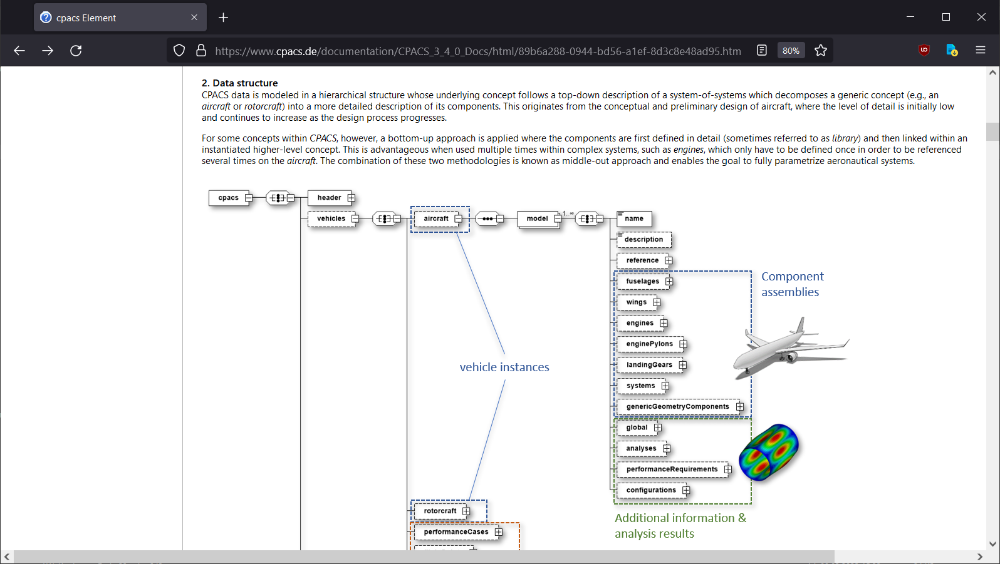 cpacs Element
https://www.cpacs.de/documentation/CPACS_3_4_0_Docs/html/89b6a288-0944-bd56-a1ef-8d3c8e48ad95.htm
80%
2. Data structure
CPACS data is modeled in a hierarchical structure whose underlying concept follows a top-down description of a system-of-systems which decomposes a generic concept (e.g., an
aircraft or rotorcraft) into a more detailed description of its components. This originates from the conceptual and preliminary design of aircraft, where the level of detail is initially low
and continues to increase as the design process progresses.
For some concepts within CPACS, however, a bottom-up approach is applied where the components are first defined in detail (sometimes referred to as library) and then linked within an
instantiated higher-level concept. This is advantageous when used multiple times within complex systems, such as engines, which only have to be defined once in order to be referenced
several times on the aircraft. The combination of these two methodologies is known as middle-out approach and enables the goal to fully parametrize aeronautical systems.
cpacs
header
vehicles
aircraft
model
1..∞
name
description
reference
fuselages
wings
engines
enginePylons
landingGears
systems
genericGeometryComponents
Component
assemblies
vehicle instances
global
analyses
performanceRequirements
configurations
Additional information &
analysis results
rotorcraft
performanceCases